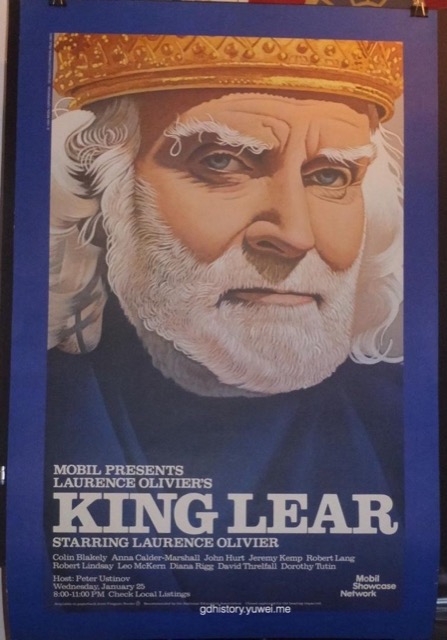 MOBIL PRESENTS
LAURENCE OLIVIER'S
KING LEAR
STARRING LAURENCE OLIVIER
Colin Blakely Anna Calder-Marshall John Hurt Jeremy Kemp Robert Lang
Robert Lindsay Leo McKern Diana Rigg David Threlfall Dorothy Tutin
Host: Peter Ustinov
Wednesday, January 25
8:00-11:00 PM Check Local Listings
Mobil
Showcase
Network
gdhistory.yuwei.me